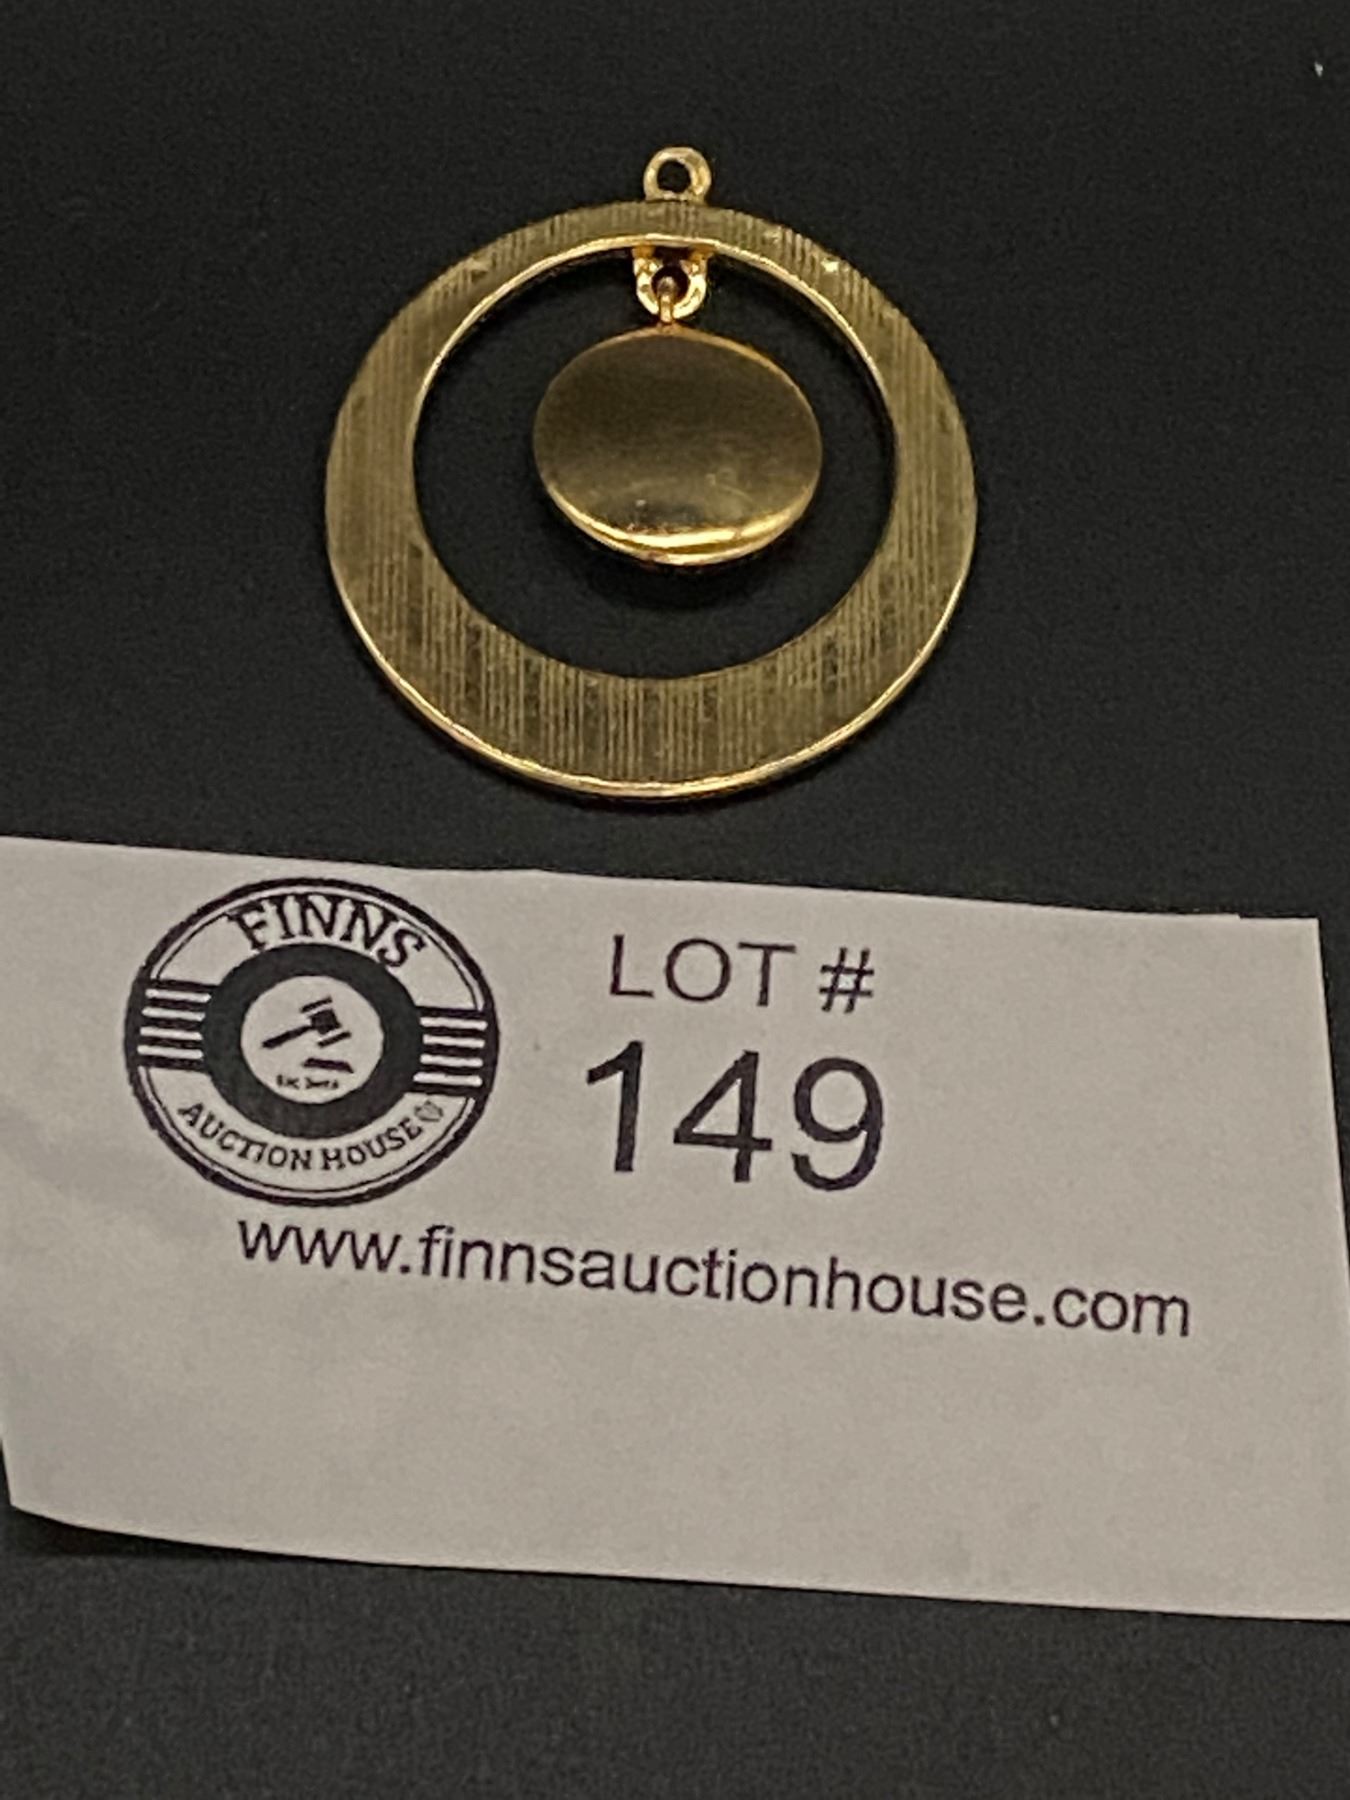 FINNS
AUCTION HOUSE
LOT #
149
www.finnsauctionhouse.com